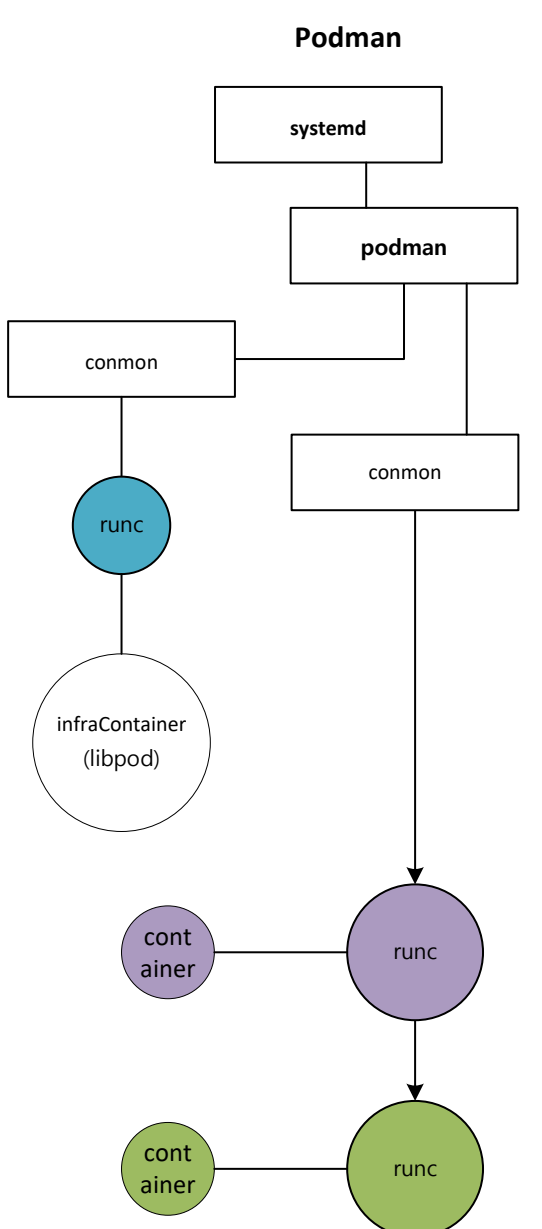 Podman
systemd
podman
conmon
conmon
runc
infraContainer
(libpod)
cont
ainer
runc
cont
ainer
runc